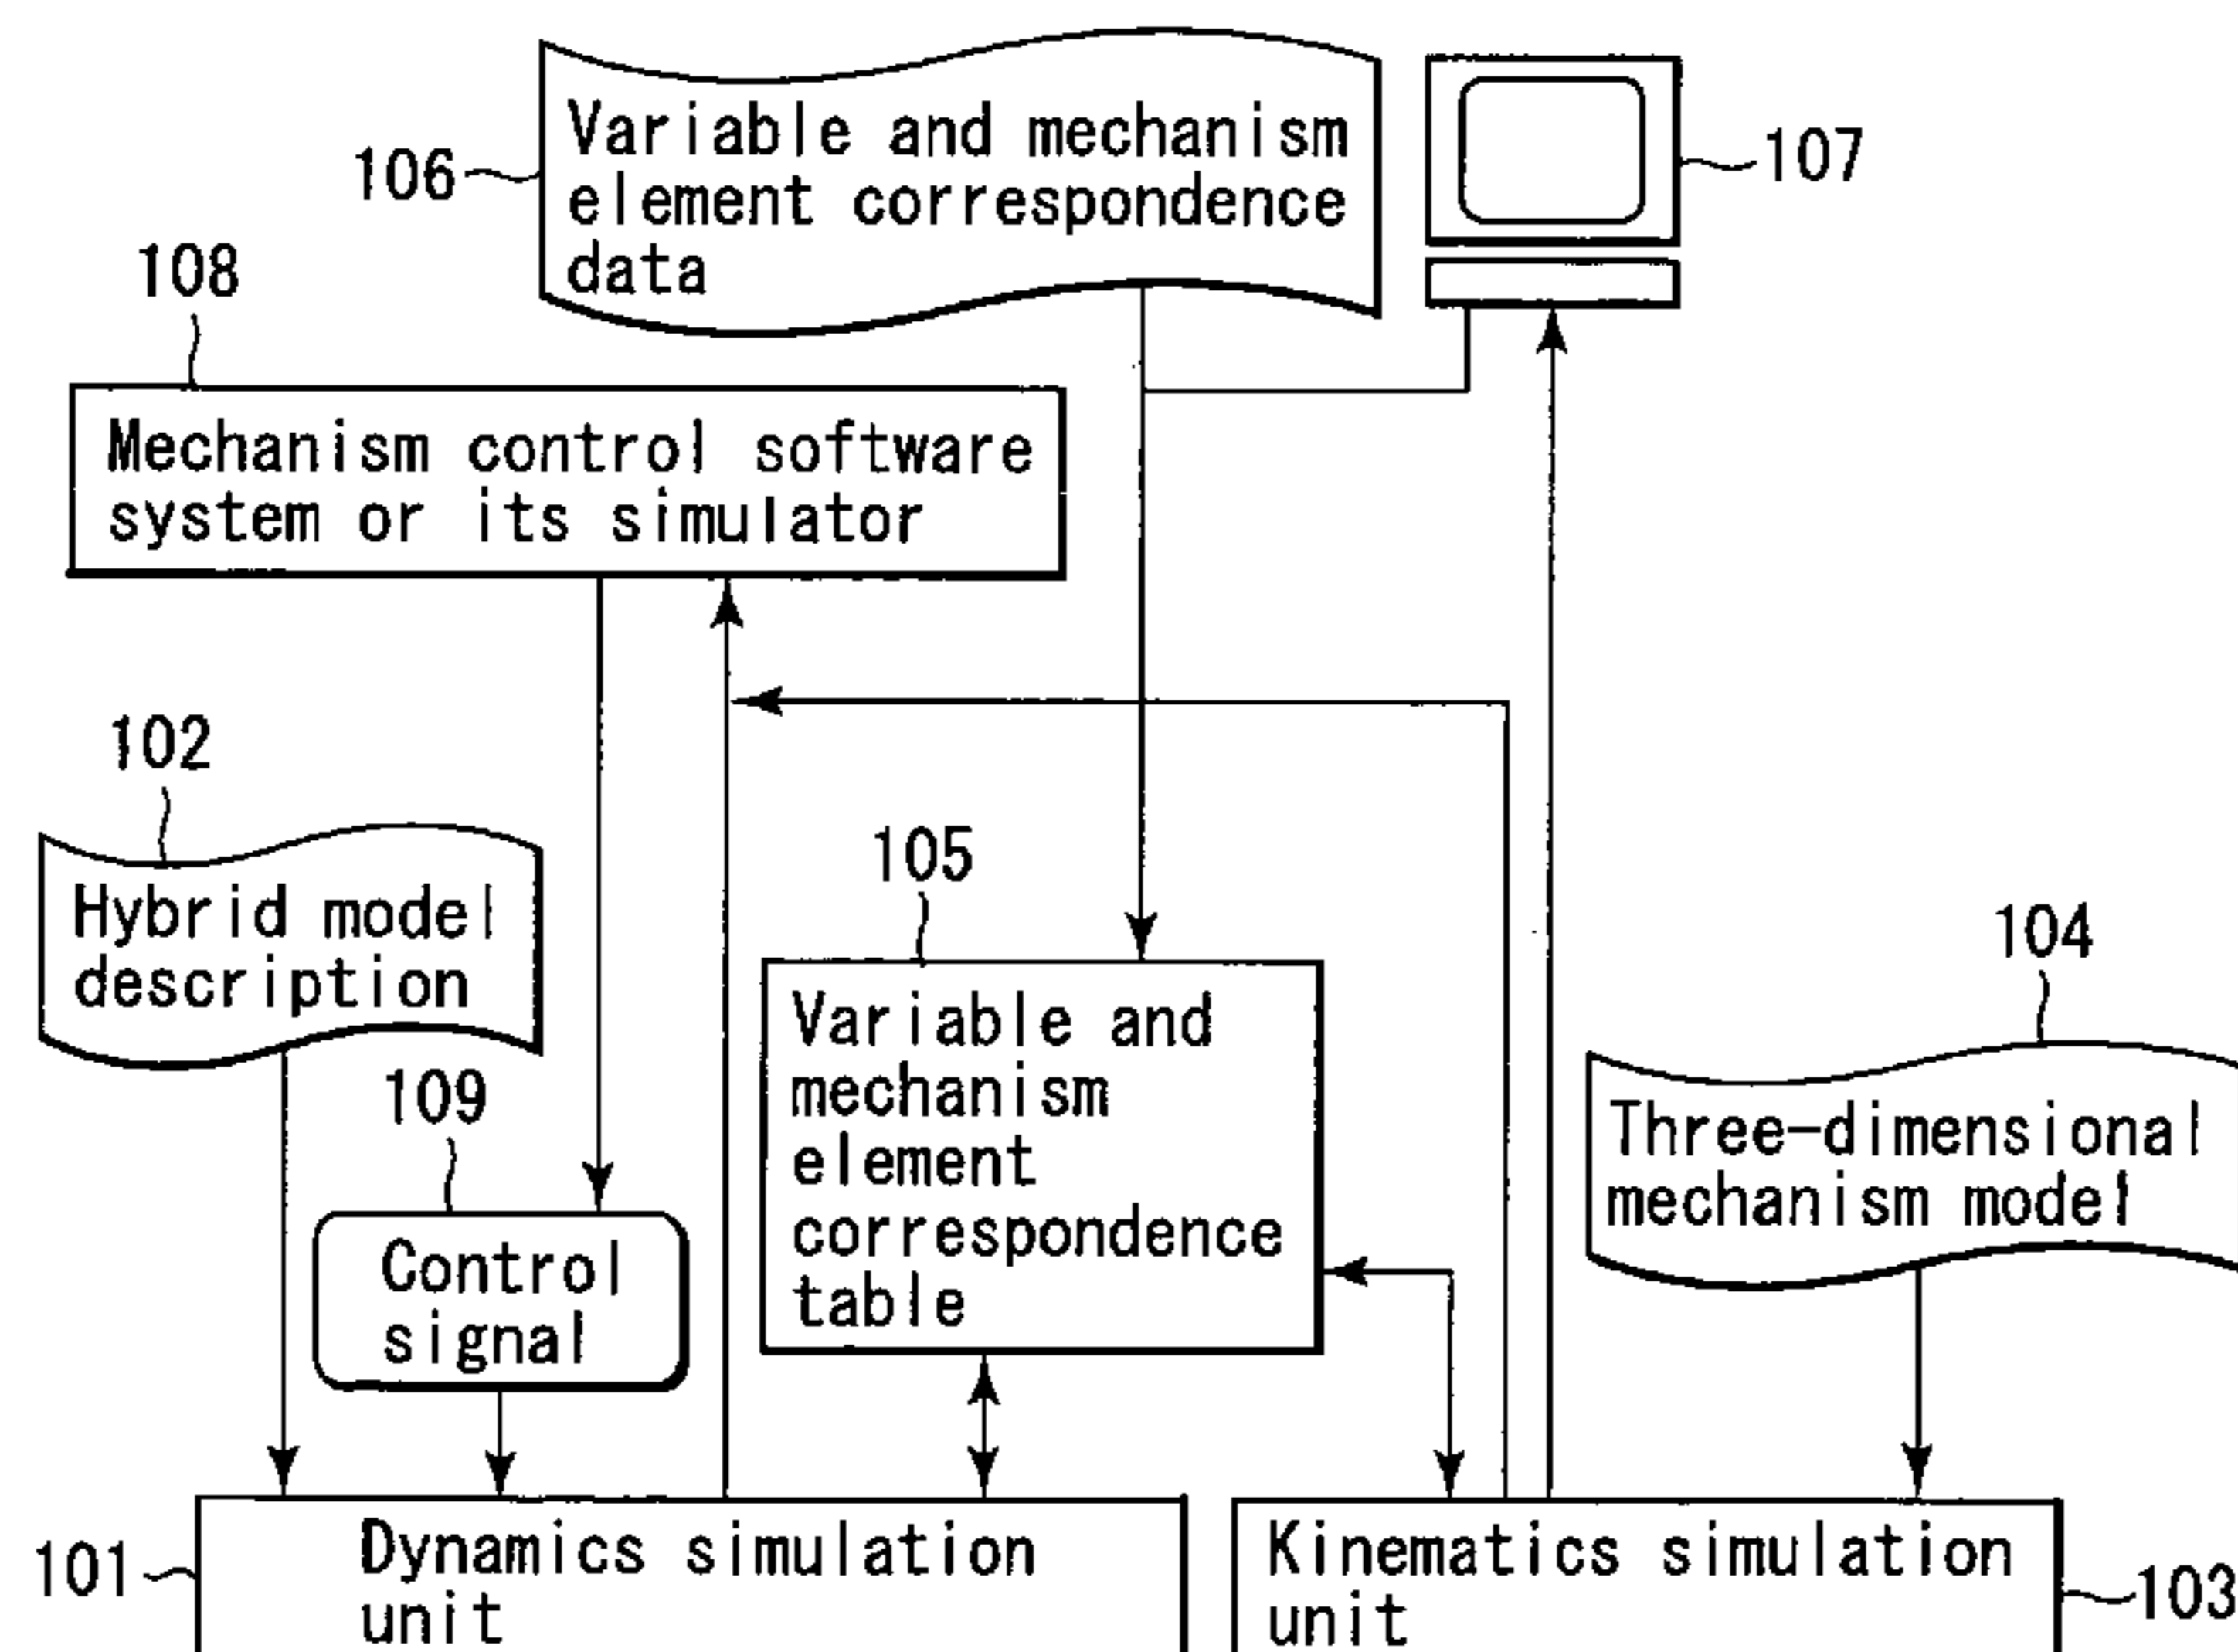 106
Variable and mechanism
element correspondence
data
107
108
Mechanism control software
system or its simulator
102
Hybrid model
description
109
Control
signal
105
Variable and
mechanism
element
correspondence
table
104
Three-dimensional
mechanism model
101
Dynamics simulation
unit
Kinematics simulation
unit
103